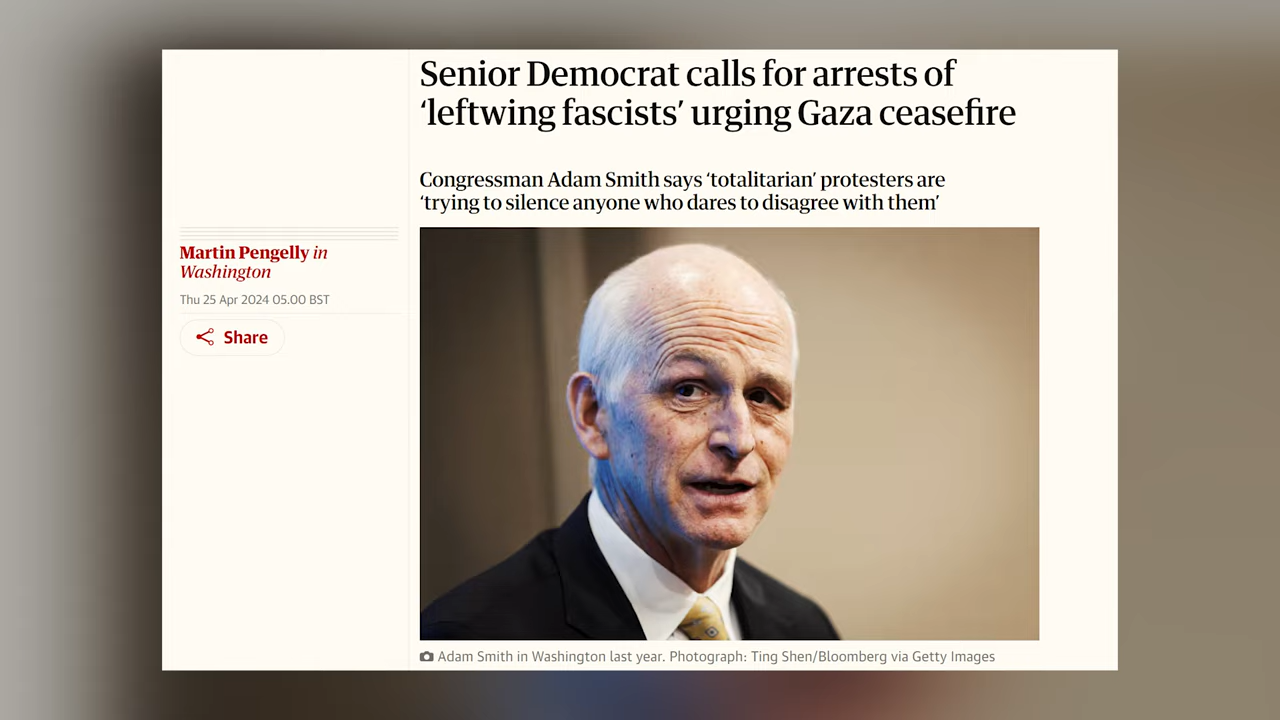 Senior Democrat calls for arrests of
‘leftwing fascists’ urging Gaza ceasefire
Congressman Adam Smith says ‘totalitarian’ protesters are
‘trying to silence anyone who dares to disagree with them’
Martin Pengelly in
Washington
Thu 25 Apr 2024 05.00 BST
Share
Adam Smith in Washington last year. Photograph: Ting Shen/Bloomberg via Getty Images